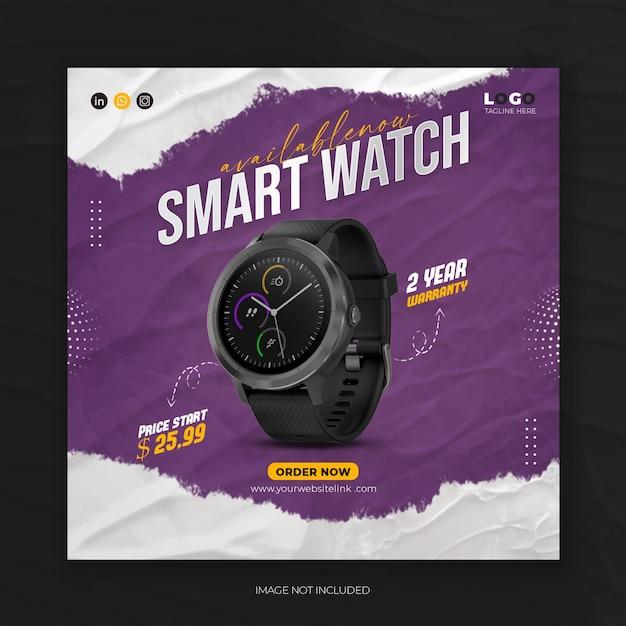 in
LOGO
TAGLINE HERE
availablenow
SMART WATCH
2 YEAR
WARRANTY
PRICE START
$ 25.99
ORDER NOW
www.yourwebsitelink.com
IMAGE NOT INCLUDED